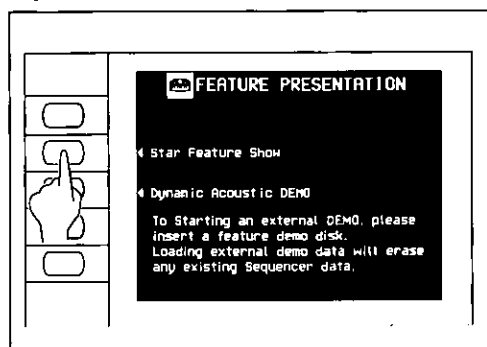 FEATURE PRESENTATION
Star Feature Show
Dynamic Acoustic DEMO
To Starting an external DEMO, please
insert a feature demo disk.
Loading external demo data will erase
any existing Sequencer data.